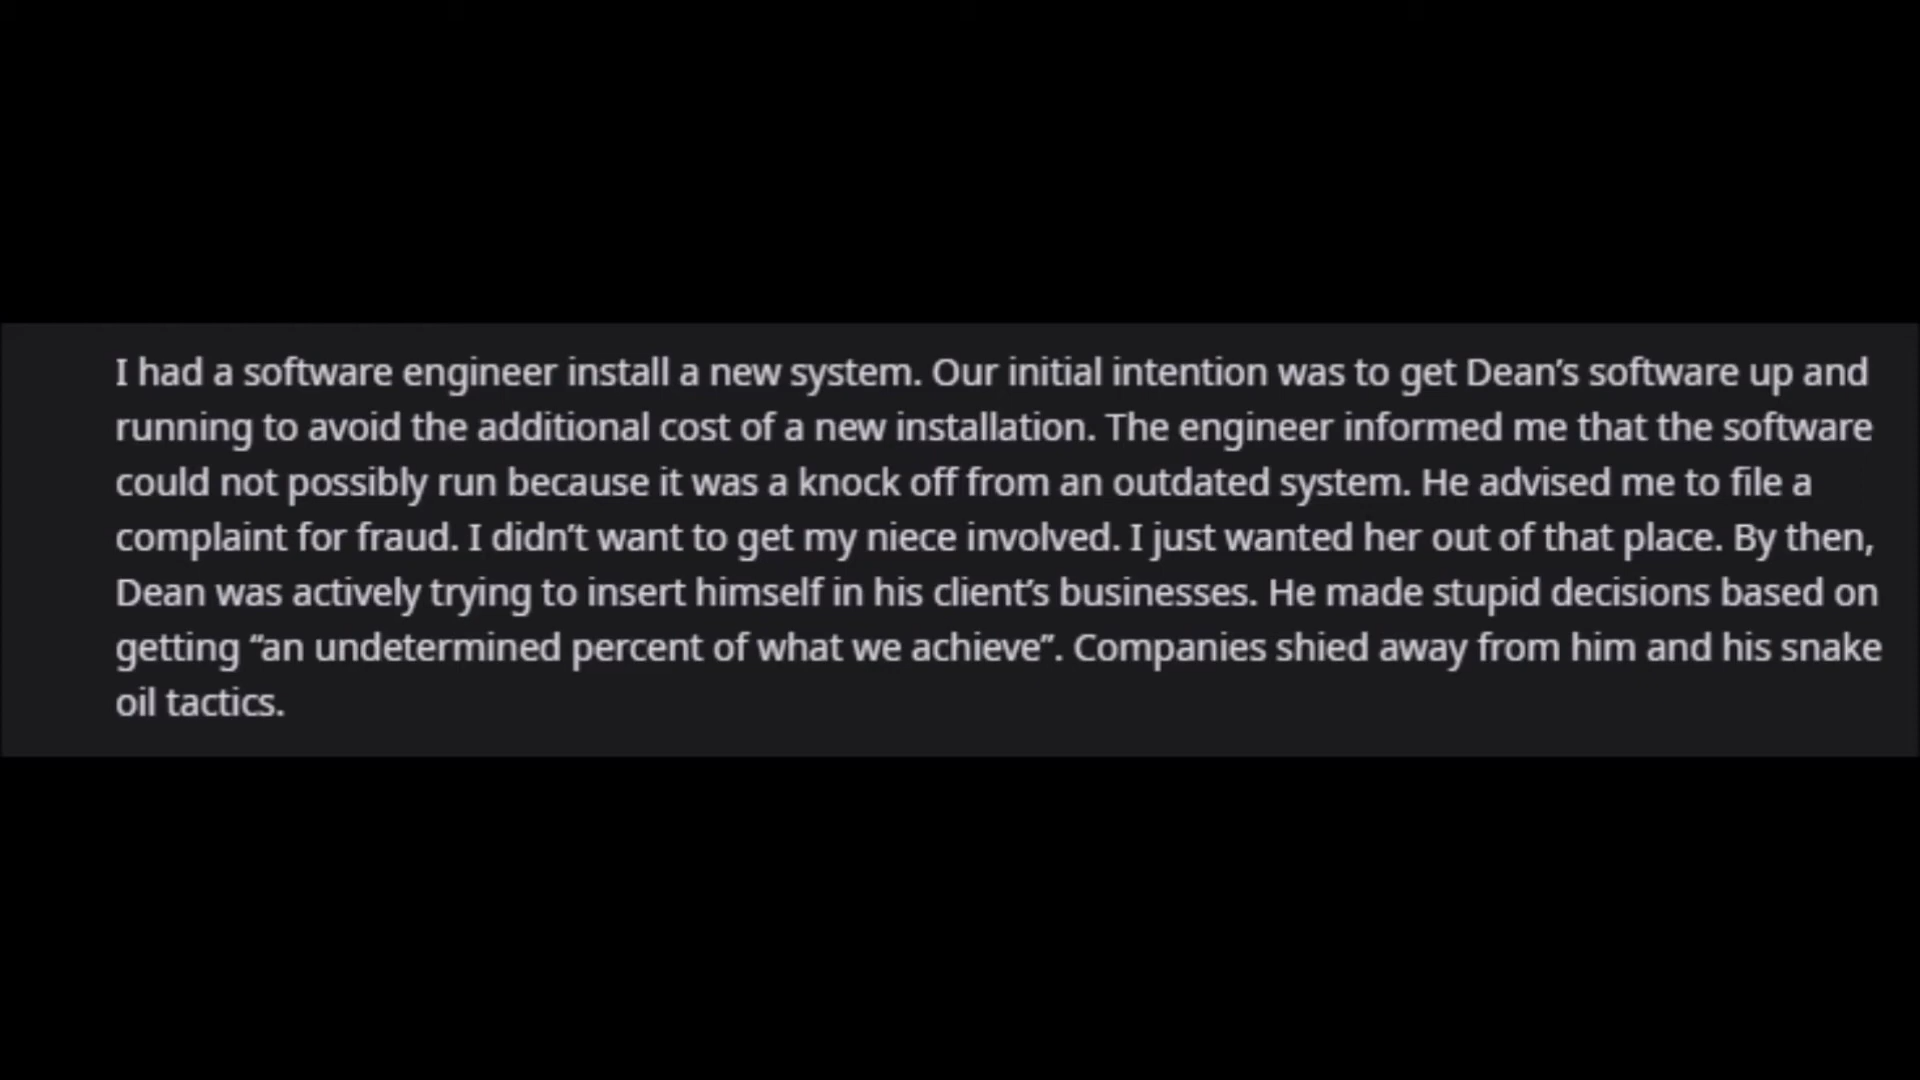 I had a software engineer install a new system. Our initial intention was to get Dean’s software up and
running to avoid the additional cost of a new installation. The engineer informed me that the software
could not possibly run because it was a knock off from an outdated system. He advised me to file a
complaint for fraud. I didn’t want to get my niece involved. I just wanted her out of that place. By then,
Dean was actively trying to insert himself in his client’s businesses. He made stupid decisions based on
getting “an undetermined percent of what we achieve”. Companies shied away from him and his snake
oil tactics.